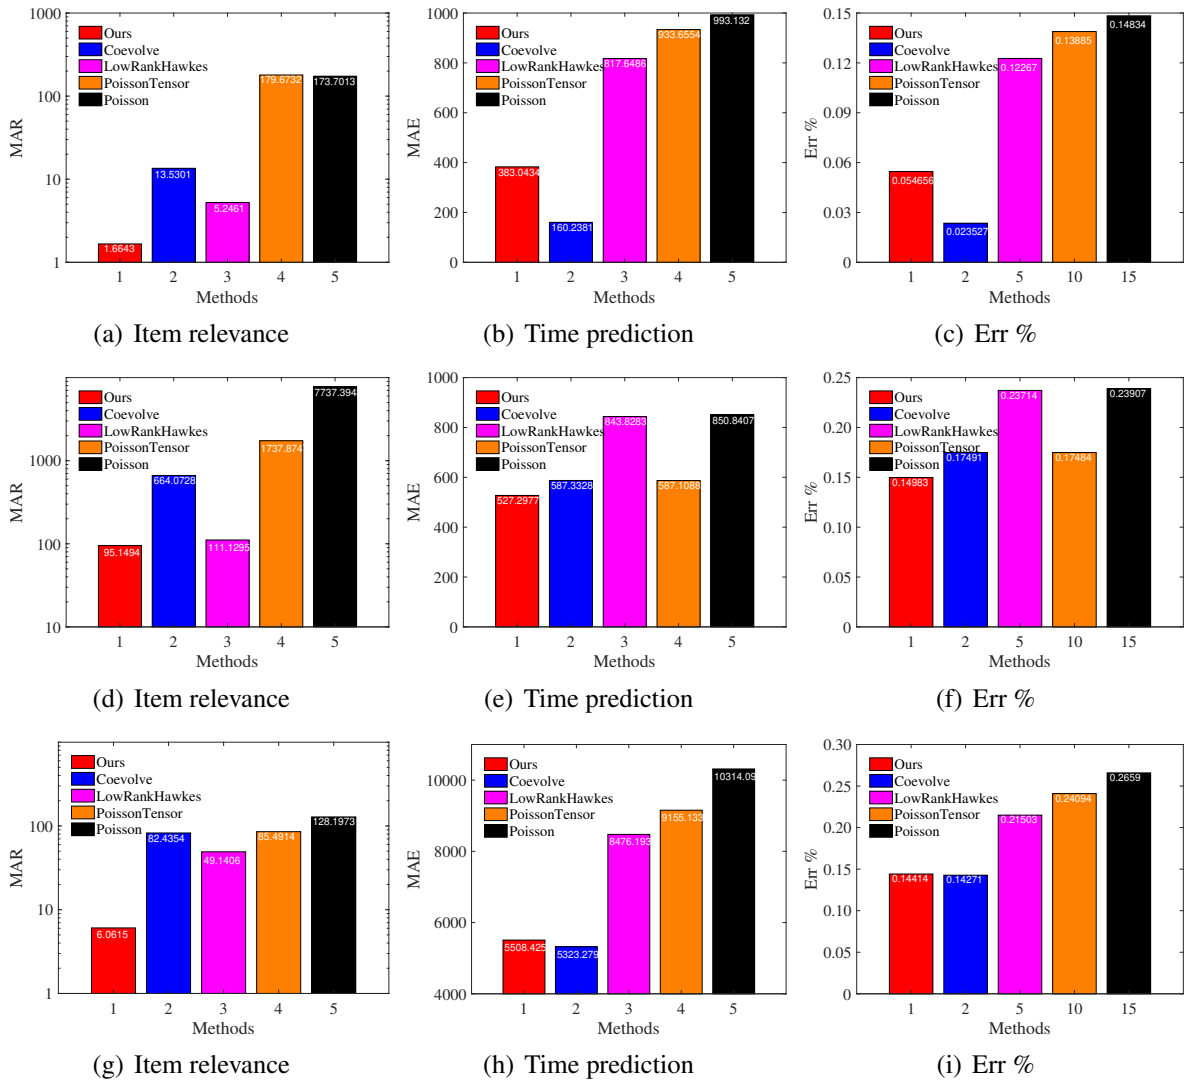 1000
100
10
1
MAR
Ours
Coevolve
LowRankHawkes
PoissonTensor
Poisson
1.6643
13.5301
5.2461
179.6732
173.7013
1 2 3 4 5
Methods
(a) Item relevance
1000
800
600
400
200
0
MAE
Ours
Coevolve
LowRankHawkes
PoissonTensor
Poisson
383.0434
160.2381
817.6486
933.6554
993.132
1 2 3 4 5
Methods
(b) Time prediction
0.15
0.12
0.09
0.06
0.03
0
Err %
Ours
Coevolve
LowRankHawkes
PoissonTensor
Poisson
0.054656
0.023527
0.12267
0.13885
0.14834
1 2 5 10 15
Methods
(c) Err %
1000
100
10
MAR
Ours
Coevolve
LowRankHawkes
PoissonTensor
Poisson
95.1494
664.0728
111.1295
1737.874
7737.394
1 2 3 4 5
Methods
(d) Item relevance
1000
800
600
400
200
0
MAE
Ours
Coevolve
LowRankHawkes
PoissonTensor
Poisson
527.2977
587.3328
843.8283
587.1088
850.8407
1 2 3 4 5
Methods
(e) Time prediction
0.25
0.20
0.15
0.10
0.05
0
Err %
Ours
Coevolve
LowRankHawkes
PoissonTensor
Poisson
0.14983
0.17491
0.23714
0.17484
0.23907
1 2 5 10 15
Methods
(f) Err %
100
10
1
MAR
Ours
Coevolve
LowRankHawkes
PoissonTensor
Poisson
6.0615
82.4354
49.1406
85.4914
128.1973
1 2 3 4 5
Methods
(g) Item relevance
10000
8000
6000
4000
MAE
Ours
Coevolve
LowRankHawkes
PoissonTensor
Poisson
5508.425
5323.279
8476.193
9155.133
10314.09
1 2 3 4 5
Methods
(h) Time prediction
0.30
0.25
0.20
0.15
0.10
0.05
0
Err %
Ours
Coevolve
LowRankHawkes
PoissonTensor
Poisson
0.14414
0.14271
0.21503
0.24094
0.2659
1 2 5 10 15
Methods
(i) Err %